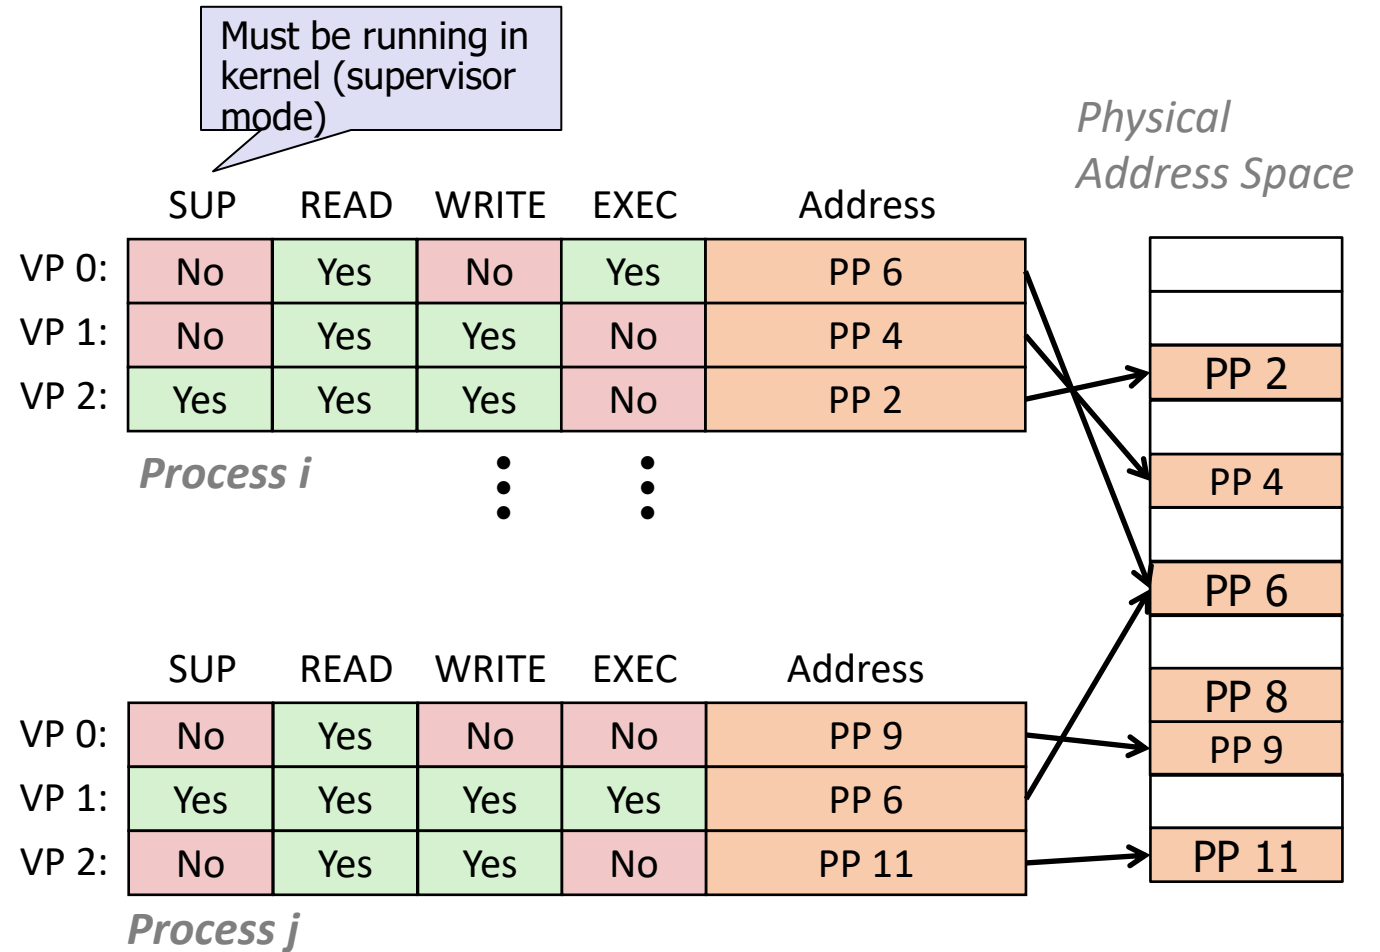 Must be running in
kernel (supervisor
mode)
Physical
Address Space
SUP READ WRITE EXEC Address
VP 0: No Yes No Yes PP 6
VP 1: No Yes Yes No PP 4
VP 2: Yes Yes Yes No PP 2
Process i
PP 2
PP 4
PP 6
PP 8
PP 9
PP 11
SUP READ WRITE EXEC Address
VP 0: No Yes No No PP 9
VP 1: Yes Yes Yes Yes PP 6
VP 2: No Yes Yes No PP 11
Process j